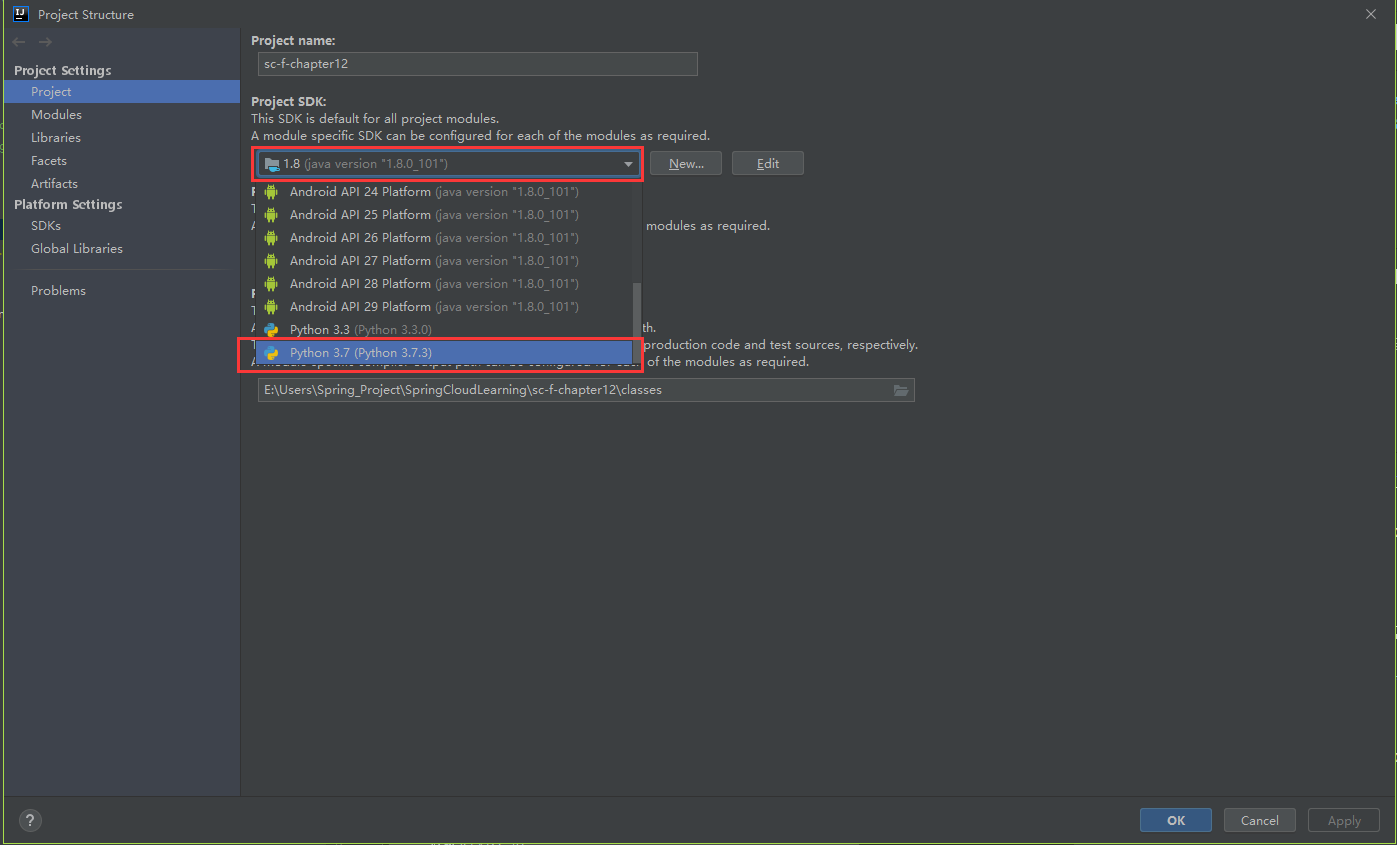 Project Structure
Project Settings
Project
Modules
Libraries
Facets
Artifacts
Platform Settings
SDKs
Global Libraries
Problems
Project name:
sc-f-chapter12
Project SDK:
This SDK is default for all project modules.
A module specific SDK can be configured for each of the modules as required.
1.8 (java version "1.8.0_101")
New...
Edit
Android API 24 Platform (java version "1.8.0_101")
Android API 25 Platform (java version "1.8.0_101")
modules as required.
Android API 26 Platform (java version "1.8.0_101")
Android API 27 Platform (java version "1.8.0_101")
Android API 28 Platform (java version "1.8.0_101")
Android API 29 Platform (java version "1.8.0_101")
Python 3.3 (Python 3.3.0)
th.
Python 3.7 (Python 3.7.3)
production code and test sources, respectively.
of the modules as required.
E:\Users\Spring_Project\SpringCloudLearning\sc-f-chapter12\classes
?
OK
Cancel
Apply